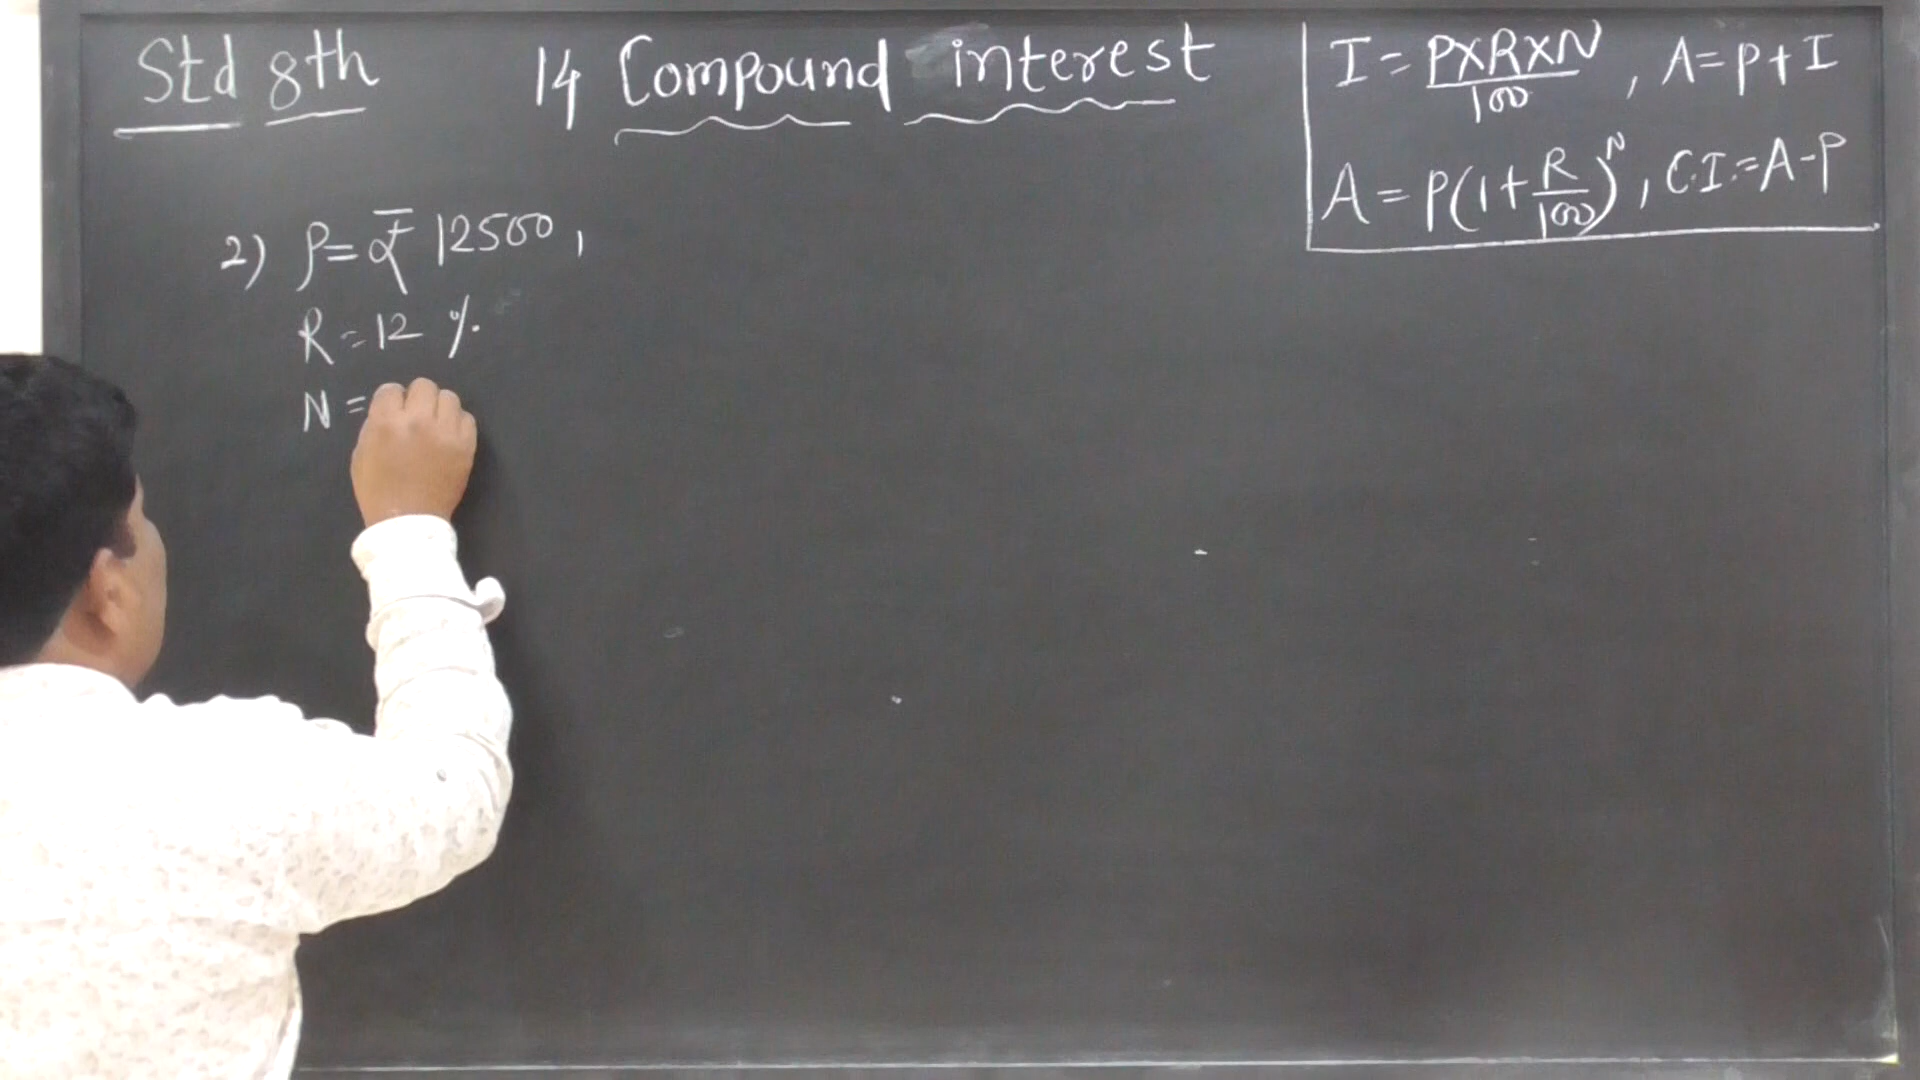 Std 8th
14 Compound interest
I = P×R×N/100 , A = P + I
A = P(1+R/100)^N , C.I. = A-P
2) P = ₹ 12500 ,
R = 12 %.
N =